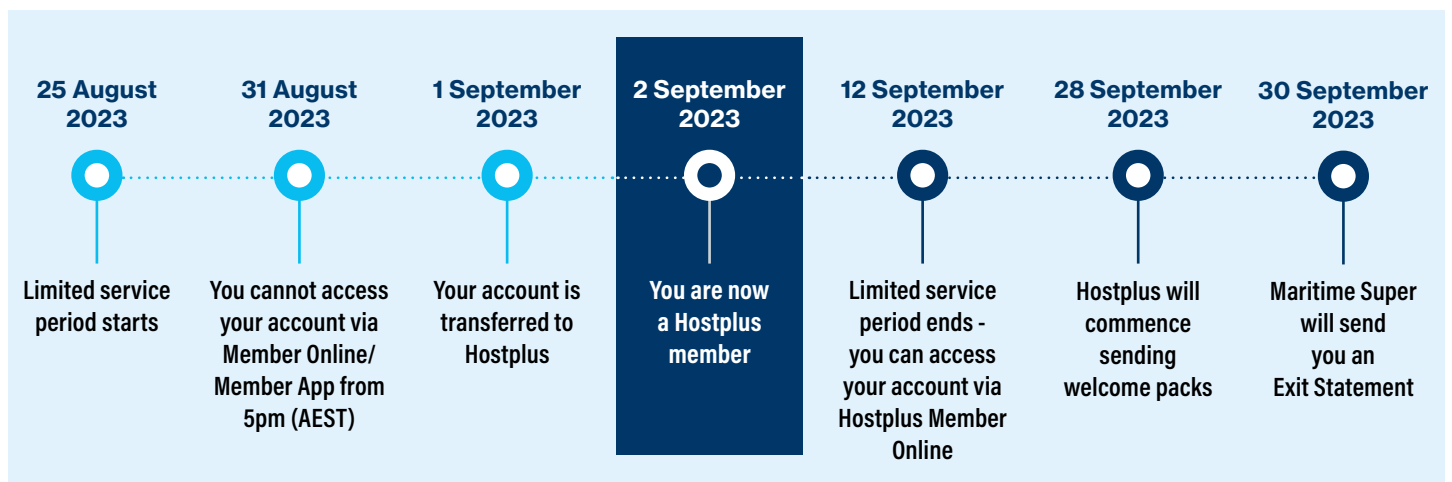 25 August
2023
Limited service
period starts
31 August
2023
You cannot access
your account via
Member Online/
Member App from
5pm (AEST)
1 September
2023
Your account is
transferred to
Hostplus
2 September
2023
You are now
a Hostplus
member
12 September
2023
Limited service
period ends -
you can access
your account via
Hostplus Member
Online
28 September
2023
Hostplus will
commence
sending
welcome packs
30 September
2023
Maritime Super
will send
you an
Exit Statement